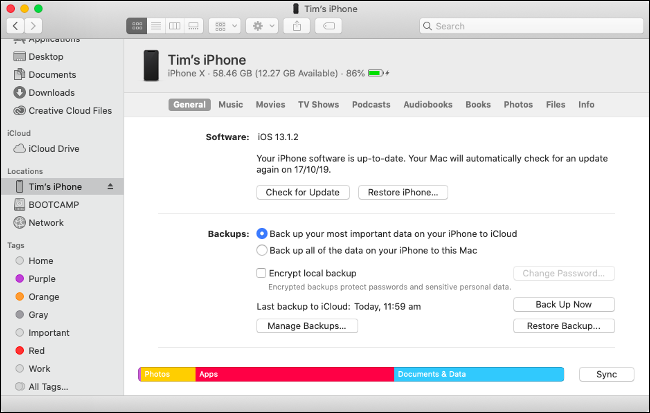 Tim's iPhone
Search
Applications
Desktop
Documents
Downloads
Creative Cloud Files
iCloud
iCloud Drive
Locations
Tim's iPhone
BOOTCAMP
Network
Tags
Home
Purple
Orange
Gray
Important
Red
Work
All Tags...
Tim's iPhone
iPhone X · 58.46 GB (12.27 GB Available) · 86%
General Music Movies TV Shows Podcasts Audiobooks Books Photos Files Info
Software: iOS 13.1.2
Your iPhone software is up-to-date. Your Mac will automatically check for an update
again on 17/10/19.
Check for Update Restore iPhone...
Backups: Back up your most important data on your iPhone to iCloud
Back up all of the data on your iPhone to this Mac
Encrypt local backup Change Password...
Encrypted backups protect passwords and sensitive personal data.
Last backup to iCloud: Today, 11:59 am Back Up Now
Manage Backups... Restore Backup...
Photos Apps Documents & Data Sync